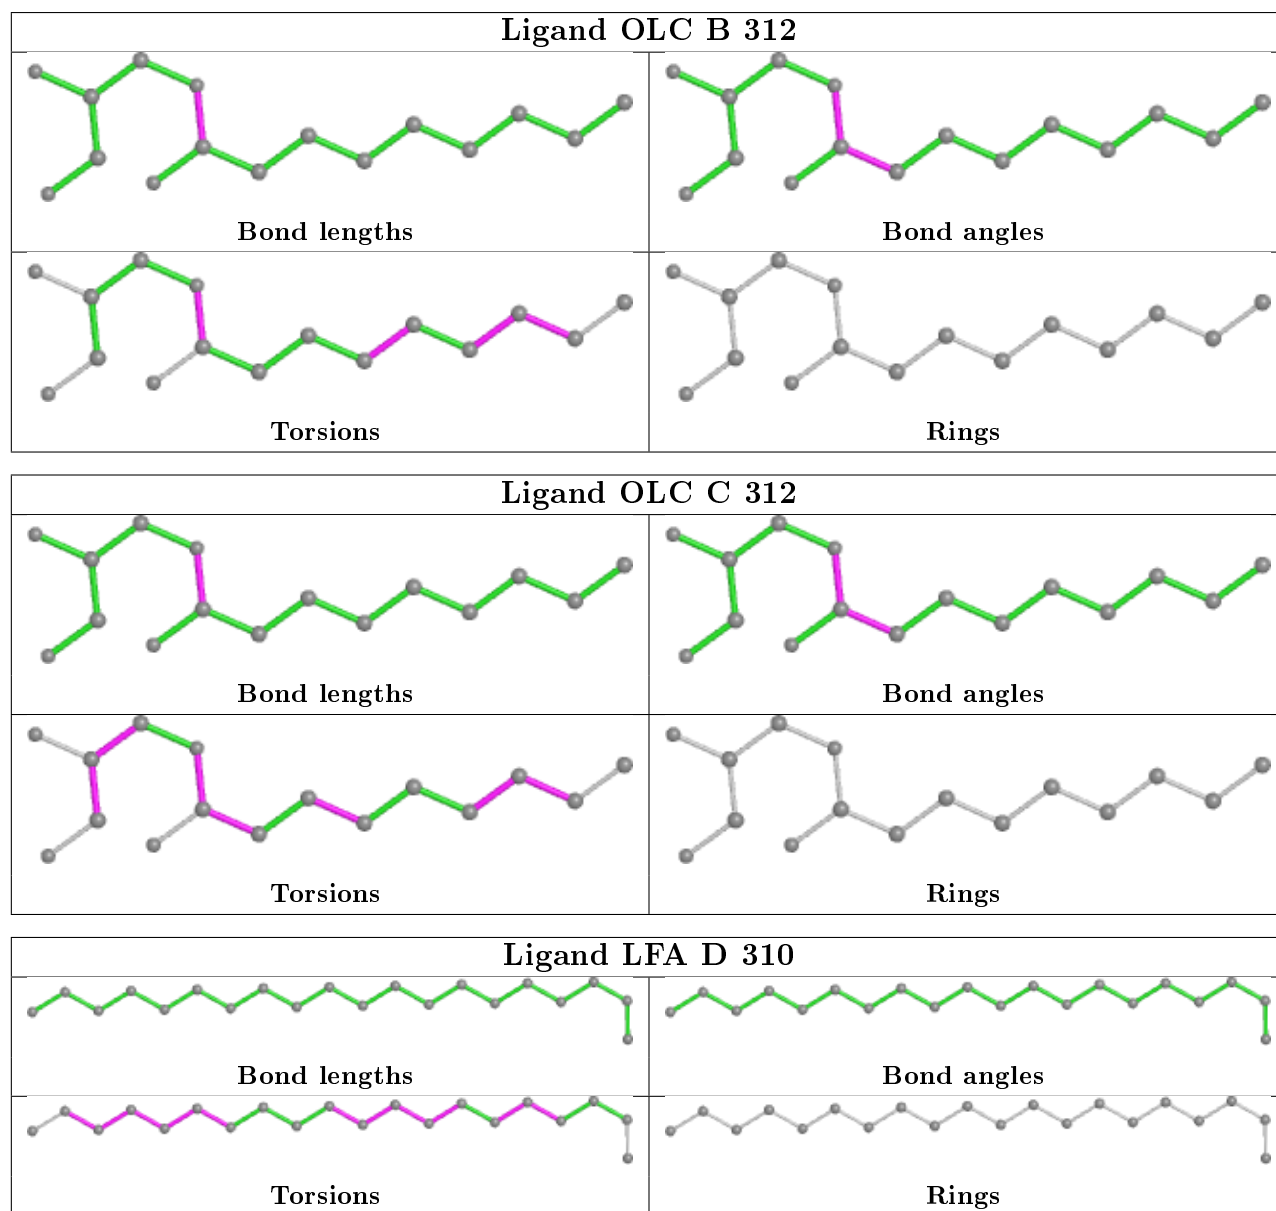 Ligand OLC B 312
Bond lengths
Bond angles
Torsions
Rings
Ligand OLC C 312
Bond lengths
Bond angles
Torsions
Rings
Ligand LFA D 310
Bond lengths
Bond angles
Torsions
Rings